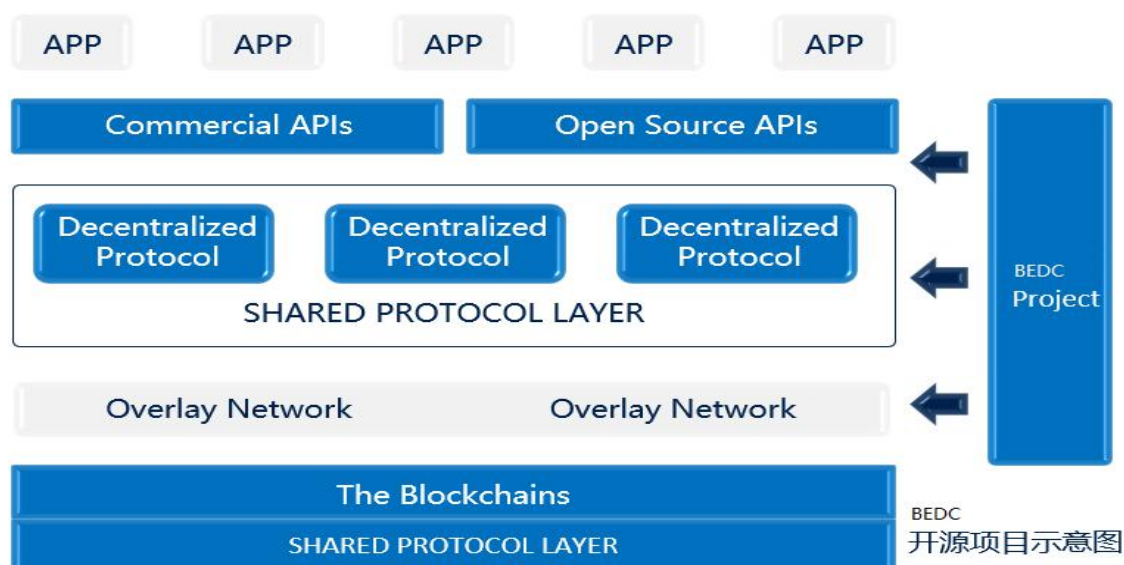 APP APP APP APP APP
Commercial APIs Open Source APIs
Decentralized Protocol
Decentralized Protocol
Decentralized Protocol
SHARED PROTOCOL LAYER
Overlay Network Overlay Network
The Blockchains
SHARED PROTOCOL LAYER
BEDC
Project
BEDC
开源项目示意图